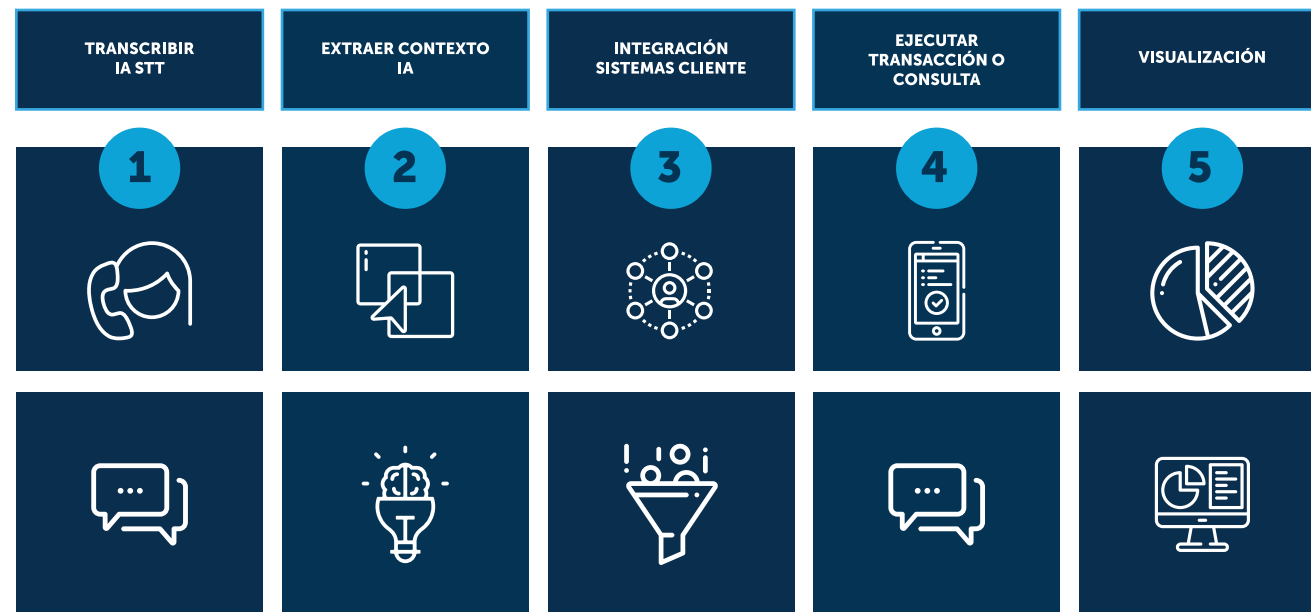 TRANSCRIBIR
IA STT
EXTRAER CONTEXTO
IA
INTEGRACIÓN
SISTEMAS CLIENTE
EJECUTAR
TRANSACCIÓN O
CONSULTA
VISUALIZACIÓN
1
2
3
4
5